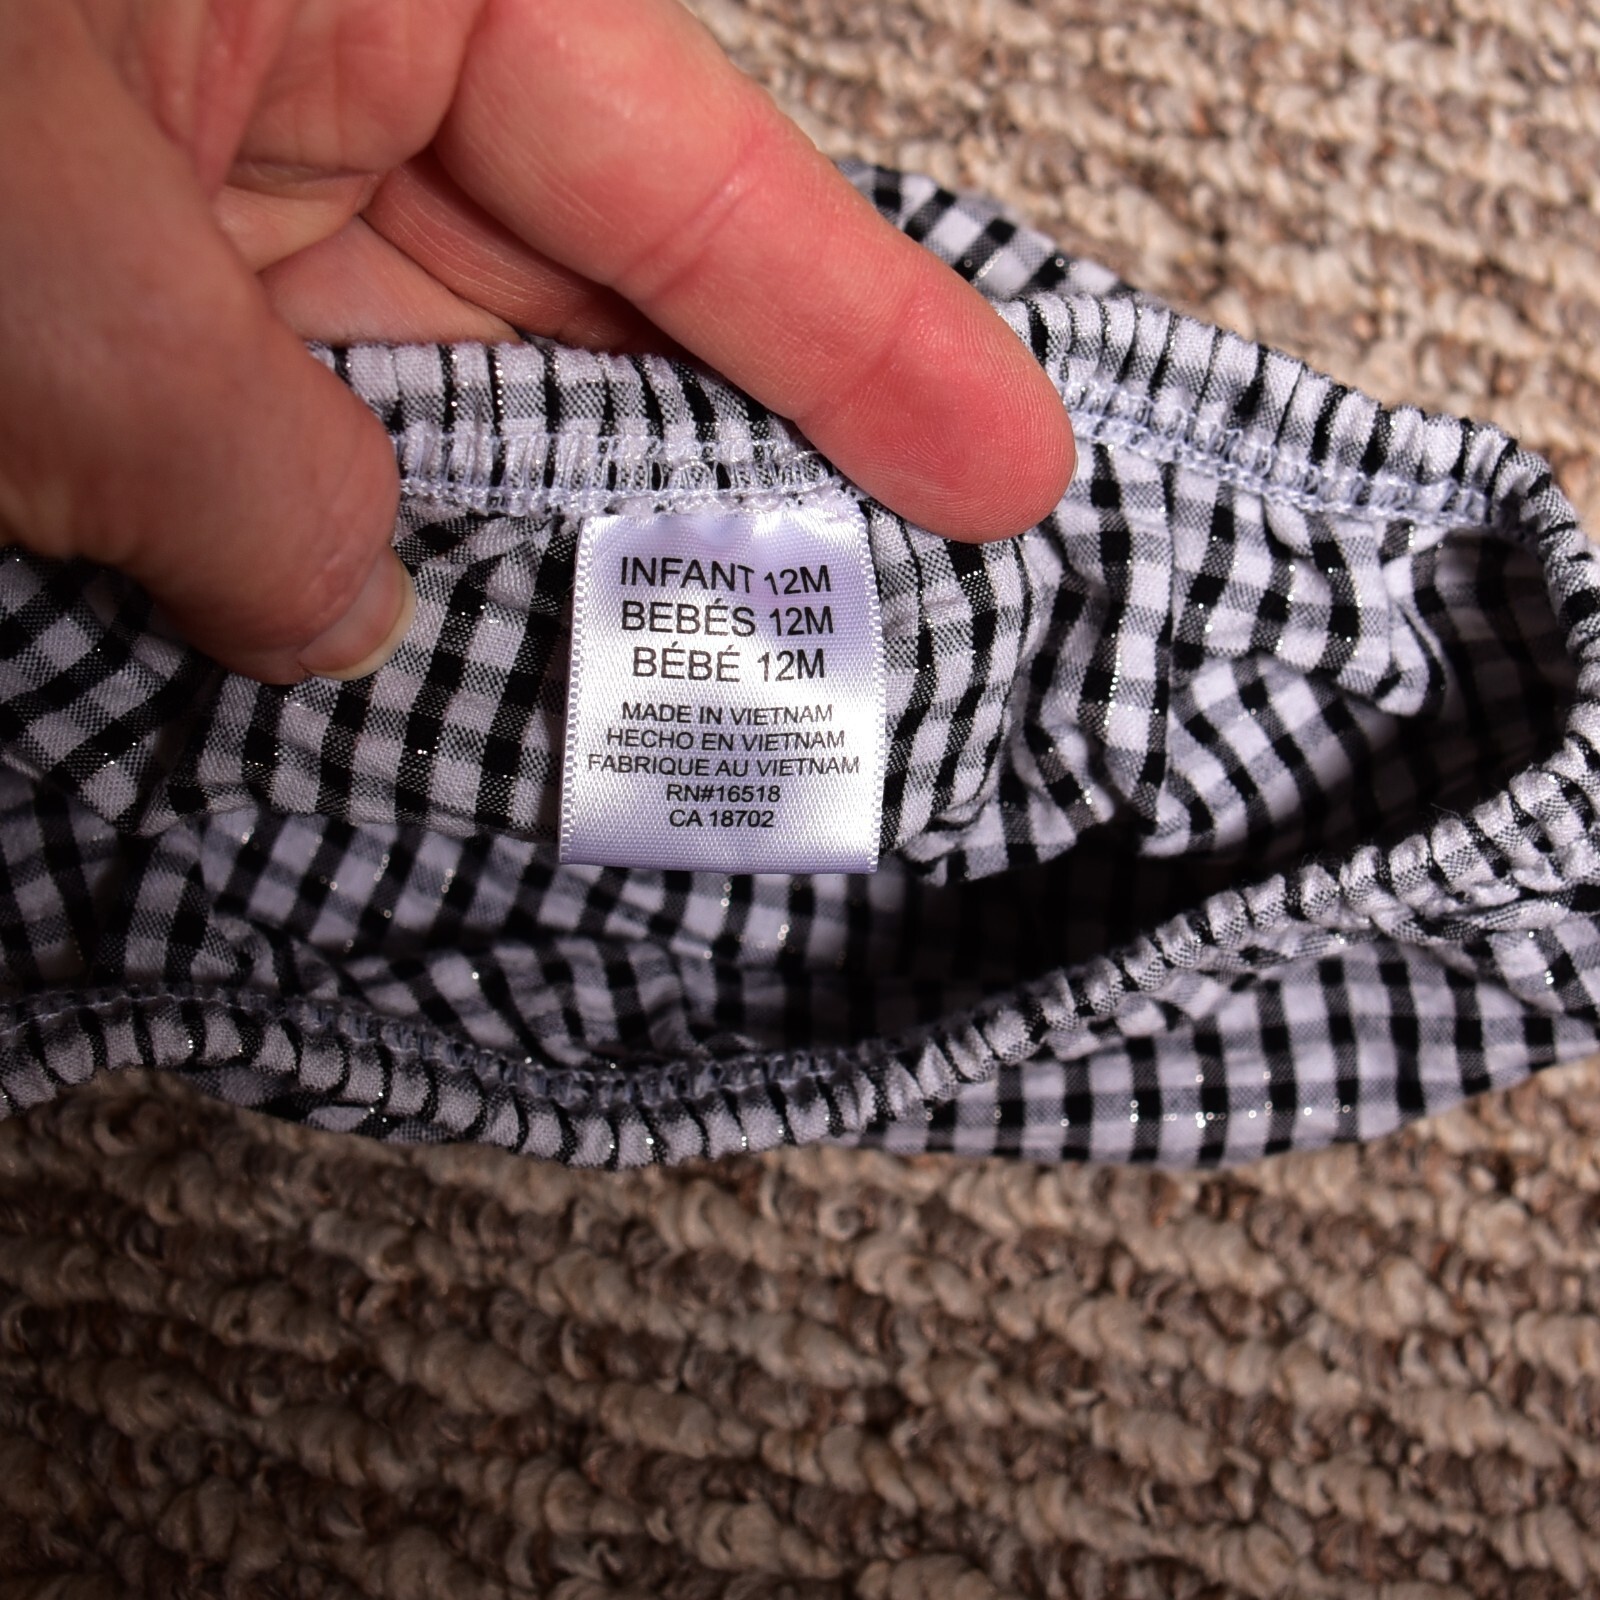 INFANT 12M
BEBÉS 12M
BÉBÉ 12M
MADE IN VIETNAM
HECHO EN VIETNAM
FABRIQUE AU VIETNAM
RN#16518
CA 18702